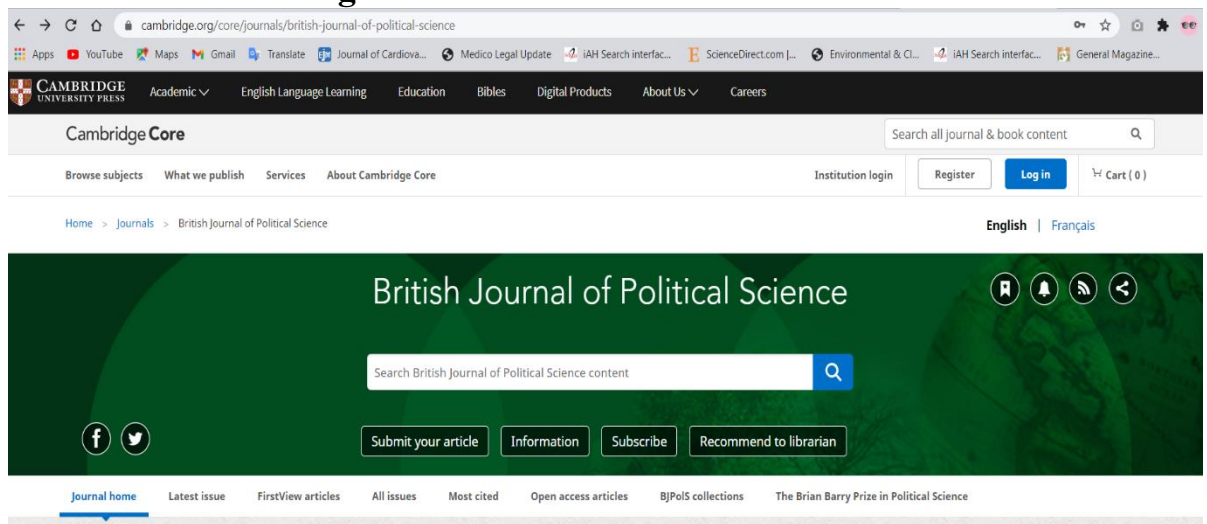 cambridge.org/core/journals/british-journal-of-political-science
Apps YouTube Maps Gmail Translate Journal of Cardiova... Medico Legal Update iAH Search interfac... ScienceDirect.com |... Environmental & Cl... iAH Search interfac... General Magazine...
CAMBRIDGE
UNIVERSITY PRESS
Academic English Language Learning Education Bibles Digital Products About Us Careers
Cambridge Core
Search all journal & book content
Browse subjects What we publish Services About Cambridge Core Institution login Register Log in Cart ( 0 )
Home > Journals > British Journal of Political Science
English | Français
British Journal of Political Science
Search British Journal of Political Science content
Submit your article Information Subscribe Recommend to librarian
Journal home Latest issue FirstView articles All issues Most cited Open access articles BJPolS collections The Brian Barry Prize in Political Science